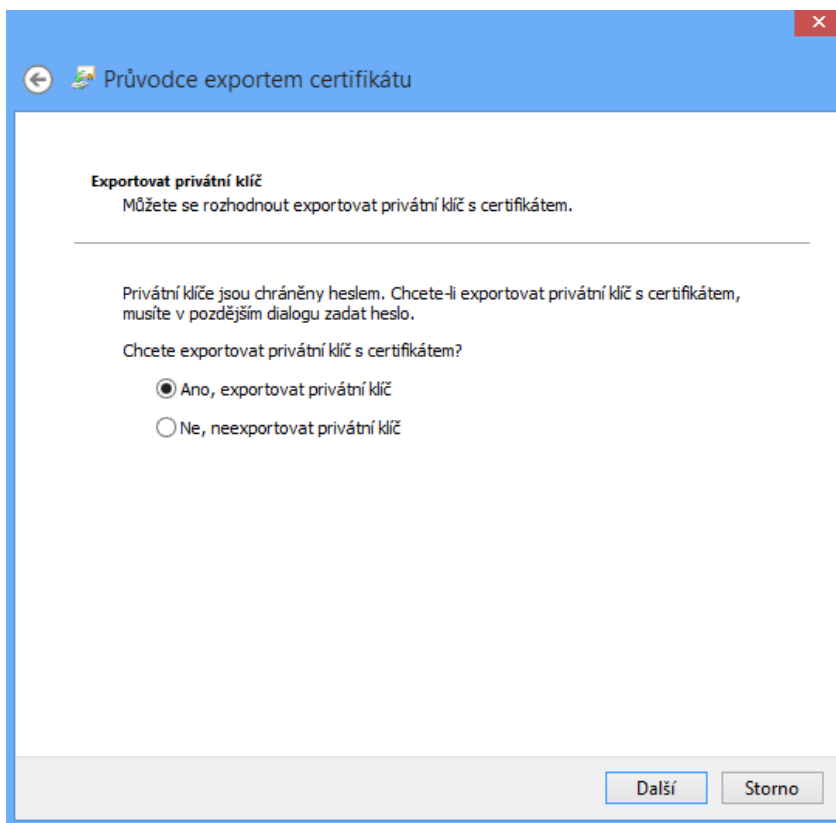 Průvodce exportem certifikátu
Exportovat privátní klíč
Můžete se rozhodnout exportovat privátní klíč s certifikátem.
Privátní klíče jsou chráněny heslem. Chcete-li exportovat privátní klíč s certifikátem,
musíte v pozdějším dialogu zadat heslo.
Chcete exportovat privátní klíč s certifikátem?
Ano, exportovat privátní klíč
Ne, neexportovat privátní klíč
Další
Storno